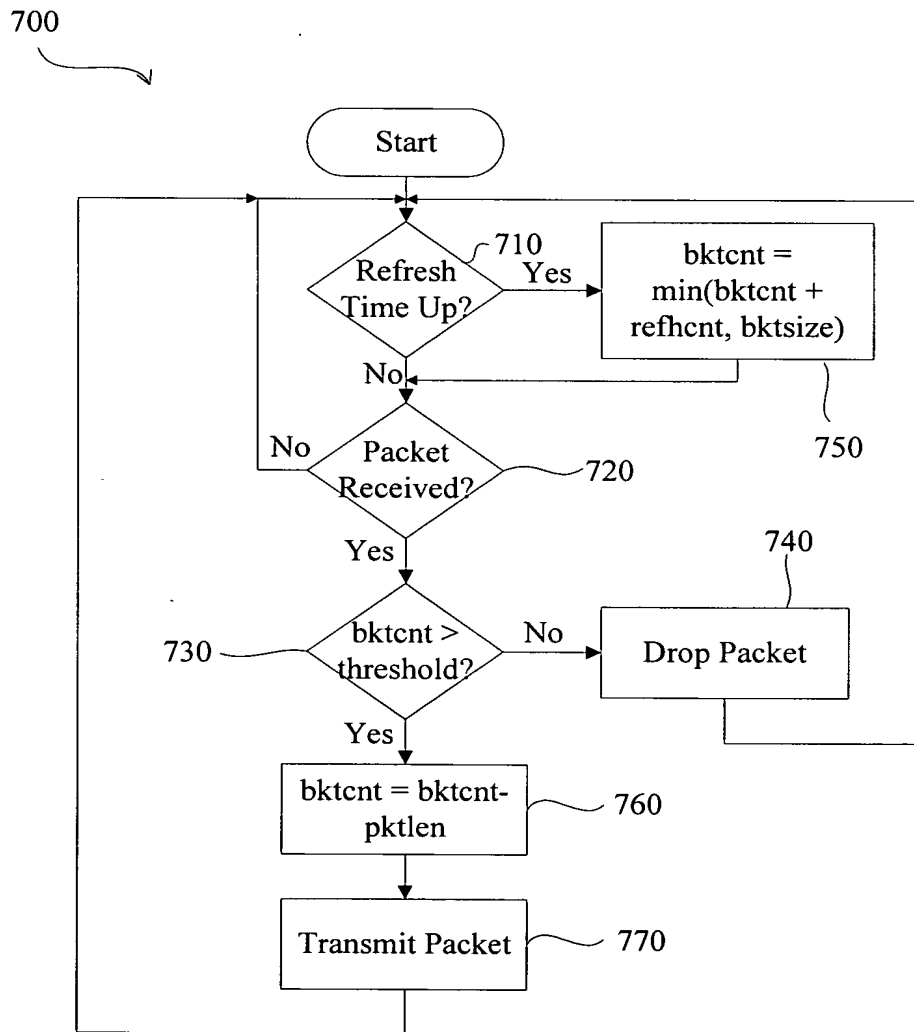 700
Start
710
Refresh
Time Up?
Yes
bktcnt =
min(bktcnt +
refhcnt, bktsize)
750
No
Packet
Received?
No
720
Yes
740
bktcnt >
threshold?
730
No
Drop Packet
Yes
bktcnt = bktcnt-
pktlen
760
Transmit Packet
770